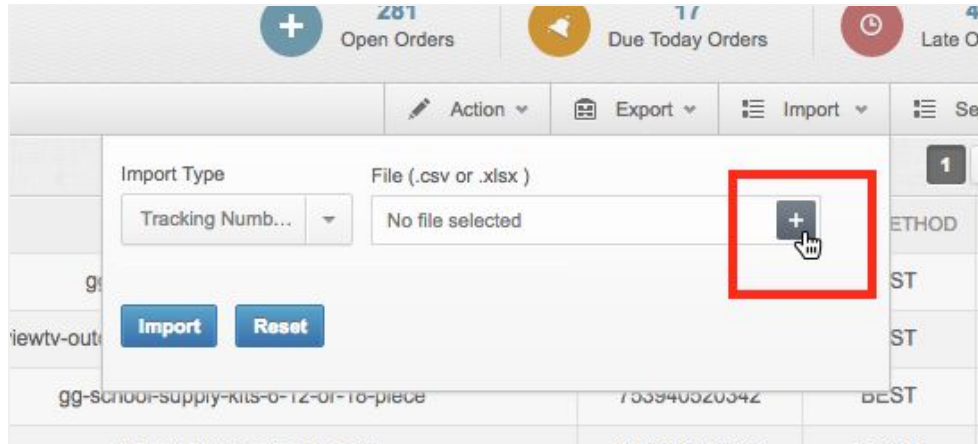 281
Open Orders
17
Due Today Orders
Late
Action
Export
Import
1
Import Type
File (.csv or .xlsx )
Tracking Numb...
No file selected
+
ETHOD
ST
Import
Reset
ST
gg-school-supply-kits-6-12-or-18-piece
753940520342
BEST